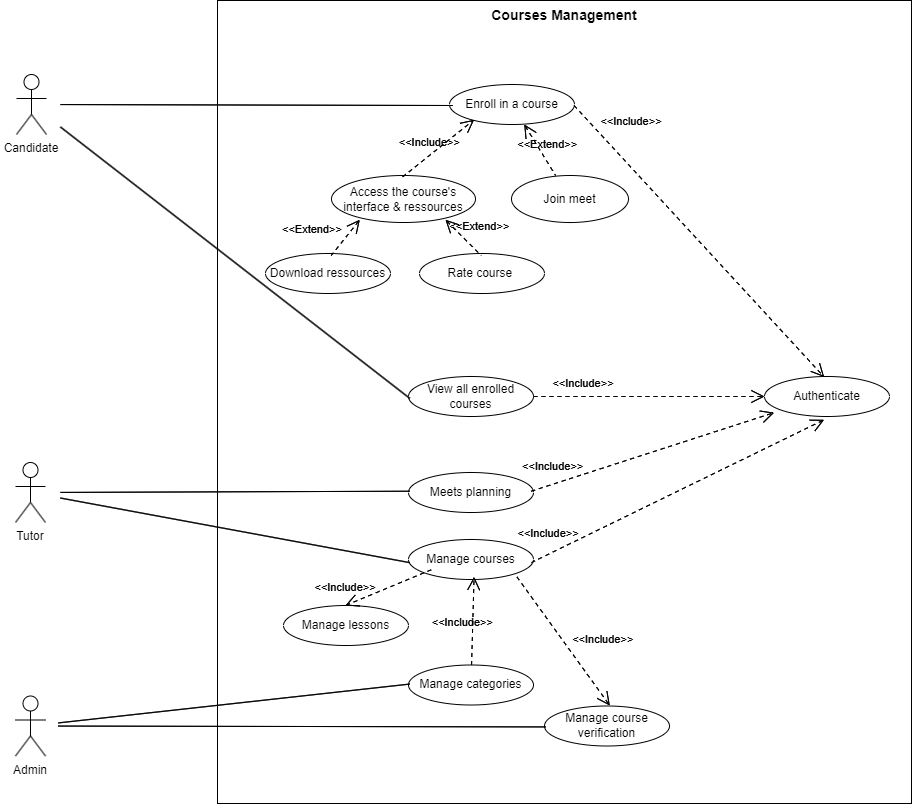 Courses Management
Enroll in a course
<<Include>>
Candidate
<<Include>>
<<Extend>>
Access the course's
interface & ressources
Join meet
<<Extend>>
<<Extend>>
Download ressources
Rate course
View all enrolled
courses
<<Include>>
Authenticate
<<Include>>
Meets planning
Tutor
<<Include>>
Manage courses
<<Include>>
Manage lessons
<<Include>>
<<Include>>
Manage categories
Manage course
verification
Admin